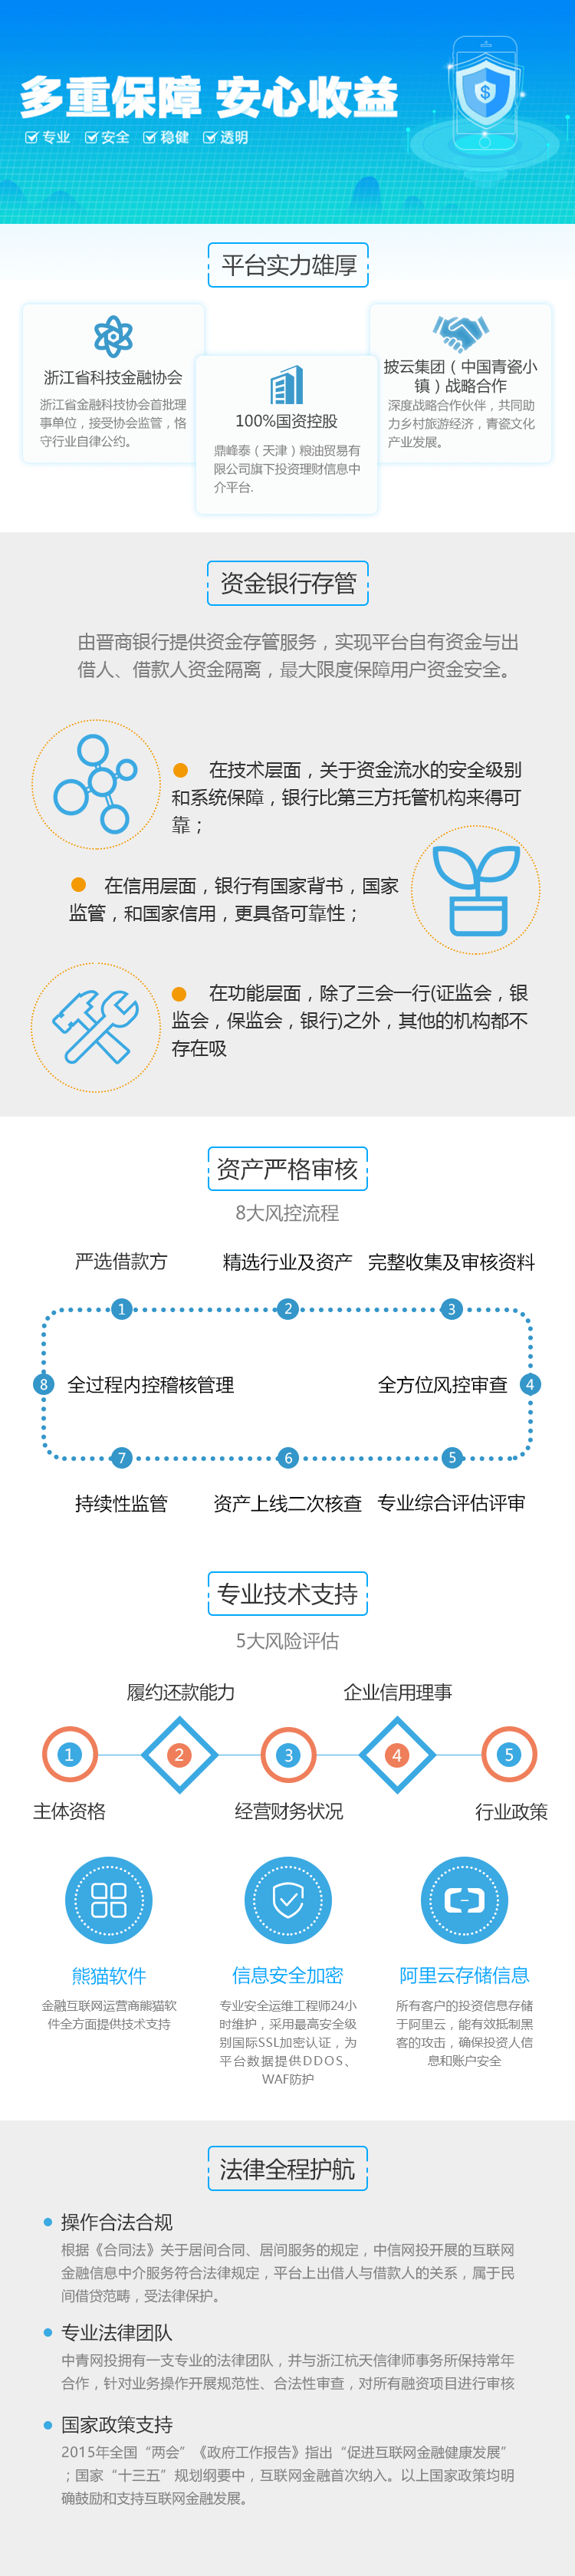 多重保障 安心收益
专业 安全 稳健 透明
平台实力雄厚
浙江省科技金融协会
浙江省金融科技协会首批理
事单位，接受协会监管，恪
守行业自律公约。
100%国资控股
鼎峰泰（天津）粮油贸易有
限公司旗下投资理财信息中
介平台.
披云集团（中国青瓷小
镇）战略合作
深度战略合作伙伴，共同助
力乡村旅游经济，青瓷文化
产业发展。
资金银行存管
由晋商银行提供资金存管服务，实现平台自有资金与出
借人、借款人资金隔离，最大限度保障用户资金安全。
在技术层面，关于资金流水的安全级别
和系统保障，银行比第三方托管机构来得可
靠；
在信用层面，银行有国家背书，国家
监管，和国家信用，更具备可靠性；
在功能层面，除了三会一行(证监会，银
监会，保监会，银行)之外，其他的机构都不
存在吸
资产严格审核
8大风控流程
严选借款方 精选行业及资产 完整收集及审核资料
1 2 3
8 全过程内控稽核管理 全方位风控审查 4
7 6 5
持续性监管 资产上线二次核查 专业综合评估评审
专业技术支持
5大风险评估
履约还款能力 企业信用理事
1 2 3 4 5
主体资格 经营财务状况 行业政策
熊猫软件
金融互联网运营商熊猫软
件全方面提供技术支持
信息安全加密
专业安全运维工程师24小
时维护，采用最高安全级
别国际SSL加密认证，为
平台数据提供DDOS、
WAF防护
阿里云存储信息
所有客户的投资信息存储
于阿里云，能有效抵制黑
客的攻击，确保投资人信
息和账户安全
法律全程护航
操作合法合规
根据《合同法》关于居间合同、居间服务的规定，中信网投开展的互联网
金融信息中介服务符合法律规定，平台上出借人与借款人的关系，属于民
间借贷范畴，受法律保护。
专业法律团队
中青网投拥有一支专业的法律团队，并与浙江杭天信律师事务所保持常年
合作，针对业务操作开展规范性、合法性审查，对所有融资项目进行审核
国家政策支持
2015年全国“两会”《政府工作报告》指出“促进互联网金融健康发展”
；国家“十三五”规划纲要中，互联网金融首次纳入。以上国家政策均明
确鼓励和支持互联网金融发展。